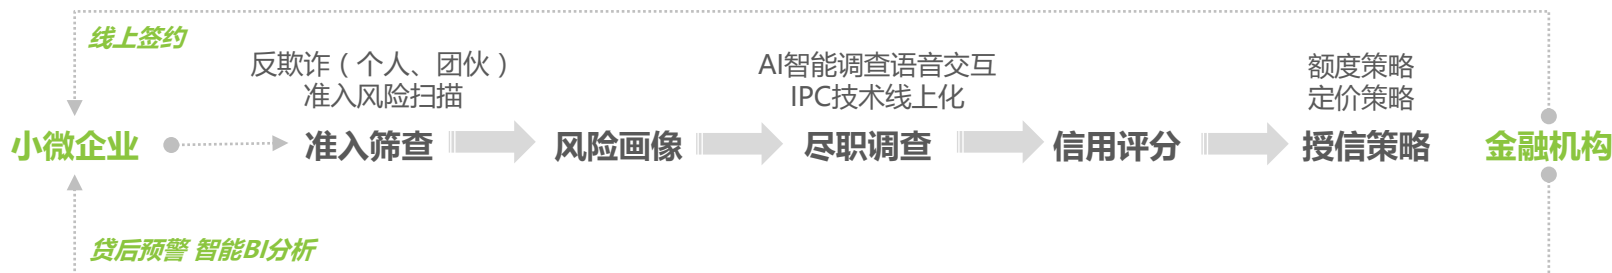 线上签约
反欺诈（个人、团伙）
准入风险扫描
AI智能调查语音交互
IPC技术线上化
额度策略
定价策略
小微企业
准入筛查
风险画像
尽职调查
信用评分
授信策略
金融机构
贷后预警 智能BI分析